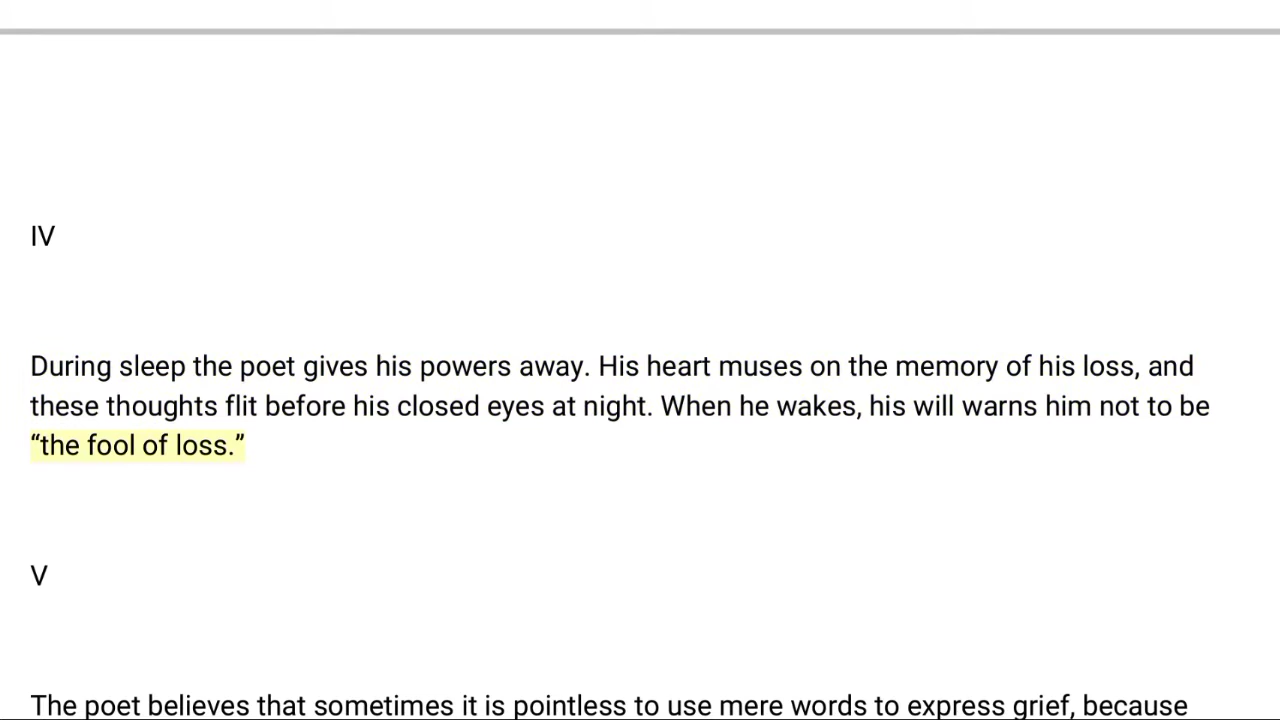 IV
During sleep the poet gives his powers away. His heart muses on the memory of his loss, and
these thoughts flit before his closed eyes at night. When he wakes, his will warns him not to be
“the fool of loss.”
V
The poet believes that sometimes it is pointless to use mere words to express grief, because